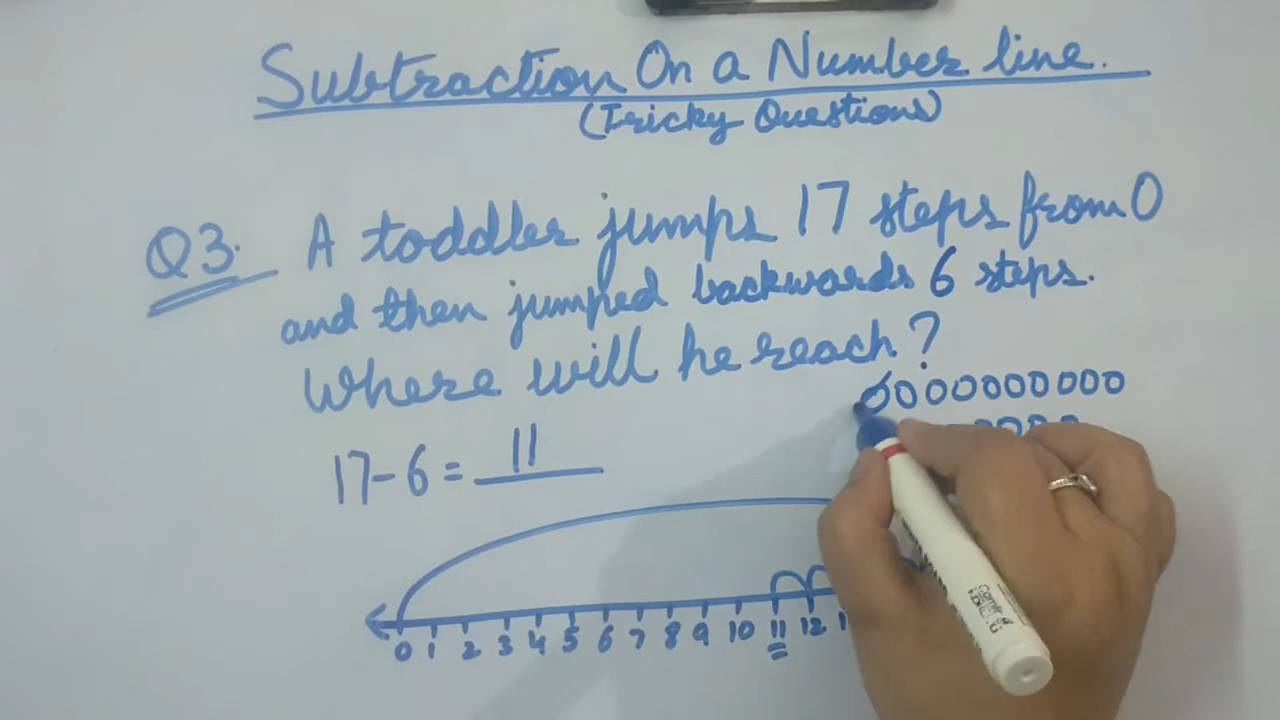 Subtraction On a Number line.
(Tricky Questions)
Q3. A toddler jumps 17 steps from 0
and then jumped backwards 6 steps.
Where will he reach?
17-6 = 11
0 1 2 3 4 5 6 7 8 9 10 11 12